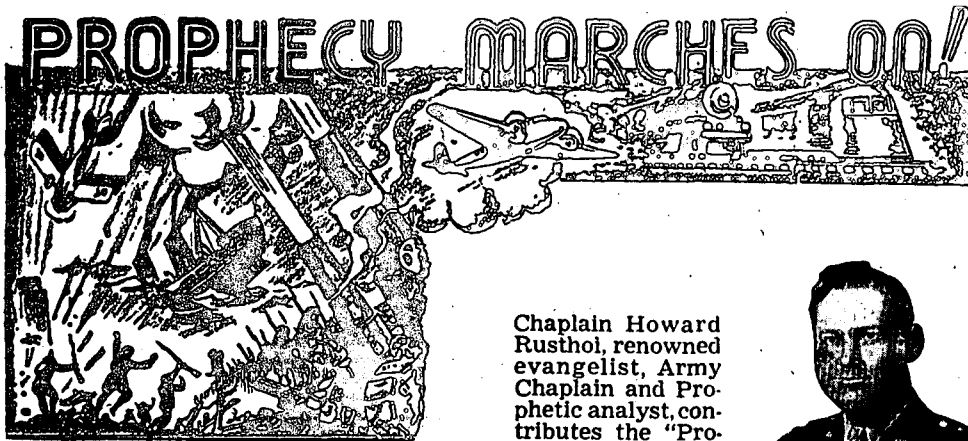 PROPHECY MARCHES ON!
Chaplain Howard
Rusthoi, renowned
evangelist, Army
Chaplain and Pro-
phetic analyst, con-
tributes the "Pro-